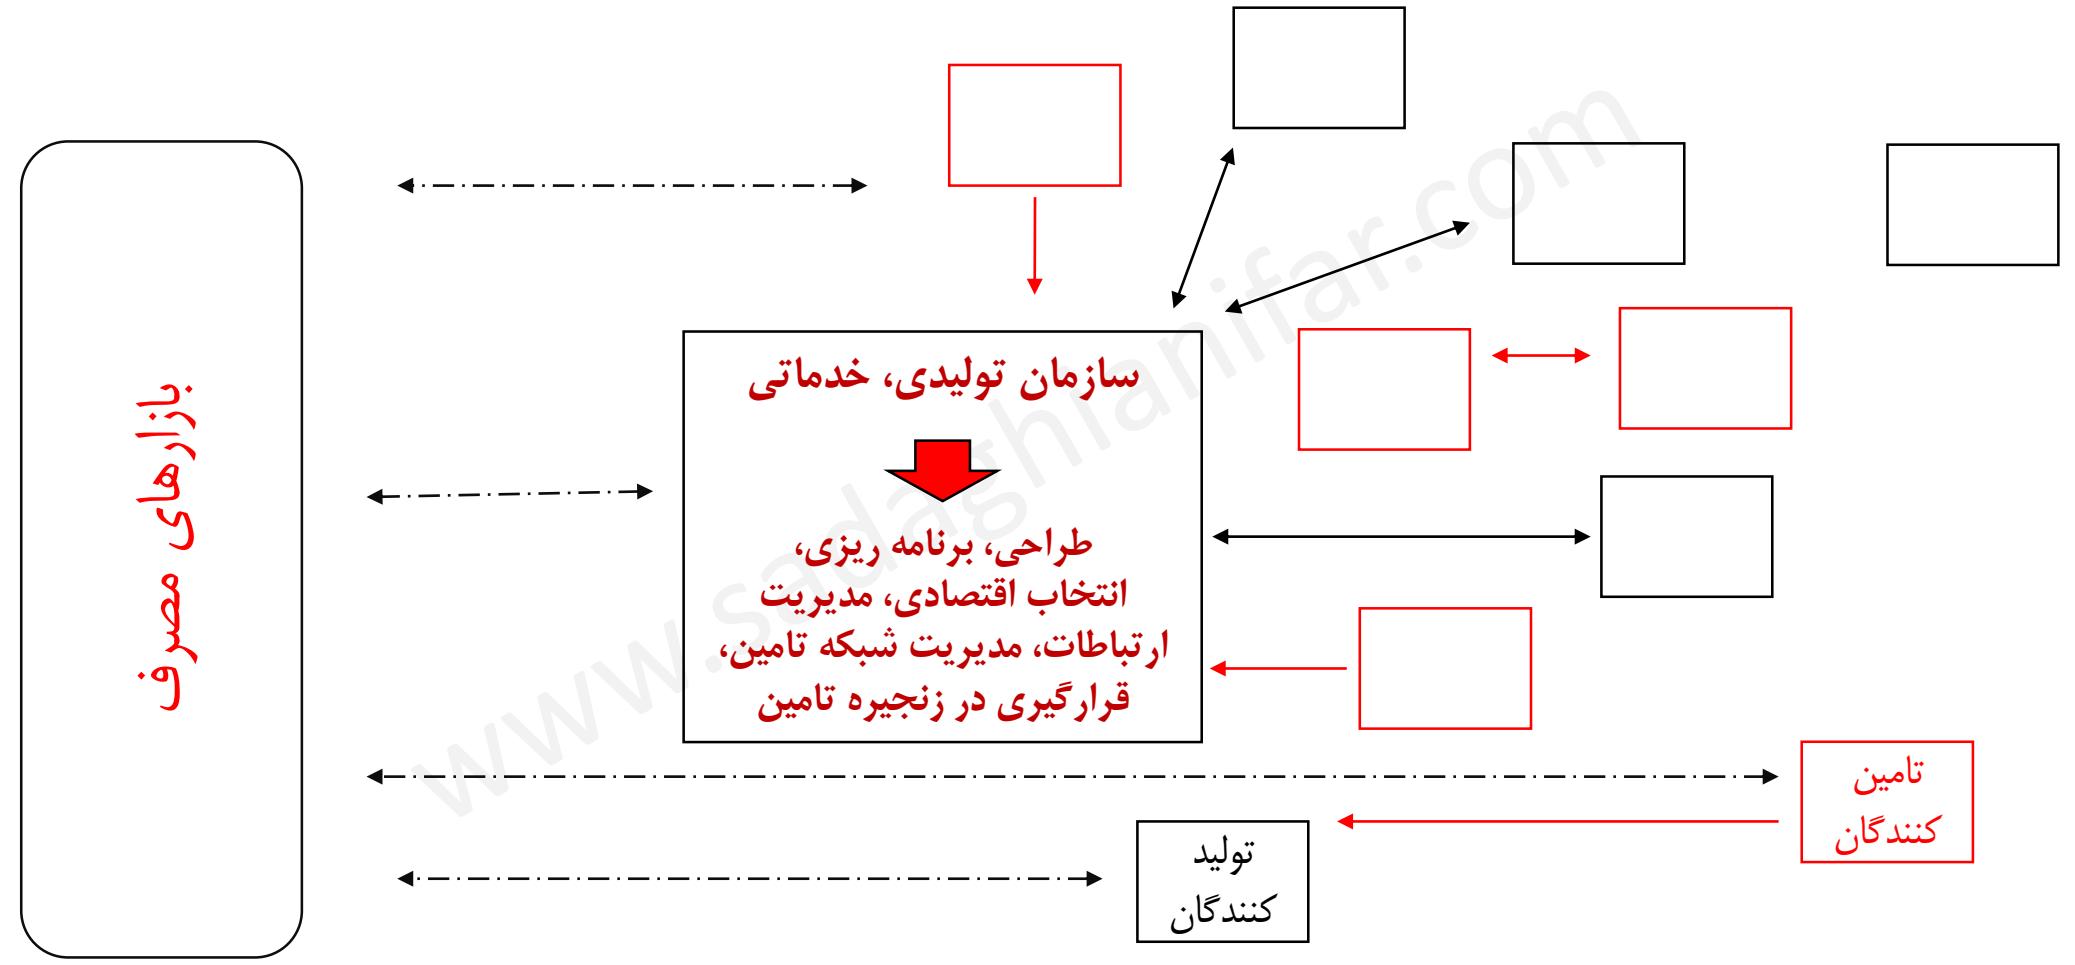 بازارهای مصرف
سازمان تولیدی، خدماتی
طراحی، برنامه ریزی،
انتخاب اقتصادی، مدیریت
ارتباطات، مدیریت شبکه تامین،
قرارگیری در زنجیره تامین
تامین
کنندگان
تولید
کنندگان
www.sadaghianifar.com